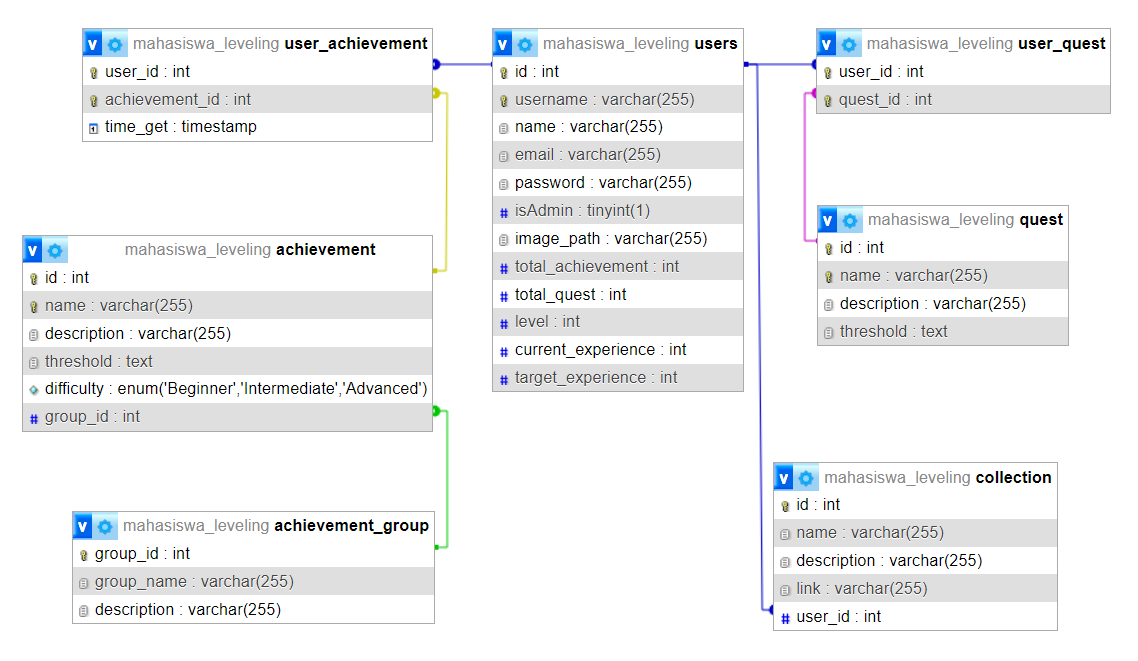 v mahasiswa_leveling user_achievement
user_id : int
achievement_id : int
time_get : timestamp
v mahasiswa_leveling users
id : int
username : varchar(255)
name : varchar(255)
email : varchar(255)
password : varchar(255)
isAdmin : tinyint(1)
image_path : varchar(255)
total_achievement : int
total_quest : int
level : int
current_experience : int
target_experience : int
v mahasiswa_leveling user_quest
user_id : int
quest_id : int
v mahasiswa_leveling quest
id : int
name : varchar(255)
description : varchar(255)
threshold : text
v mahasiswa_leveling achievement
id : int
name : varchar(255)
description : varchar(255)
threshold : text
difficulty : enum('Beginner','Intermediate','Advanced')
# group_id : int
v mahasiswa_leveling achievement_group
group_id : int
group_name : varchar(255)
description : varchar(255)
v mahasiswa_leveling collection
id : int
name : varchar(255)
description : varchar(255)
link : varchar(255)
# user_id : int